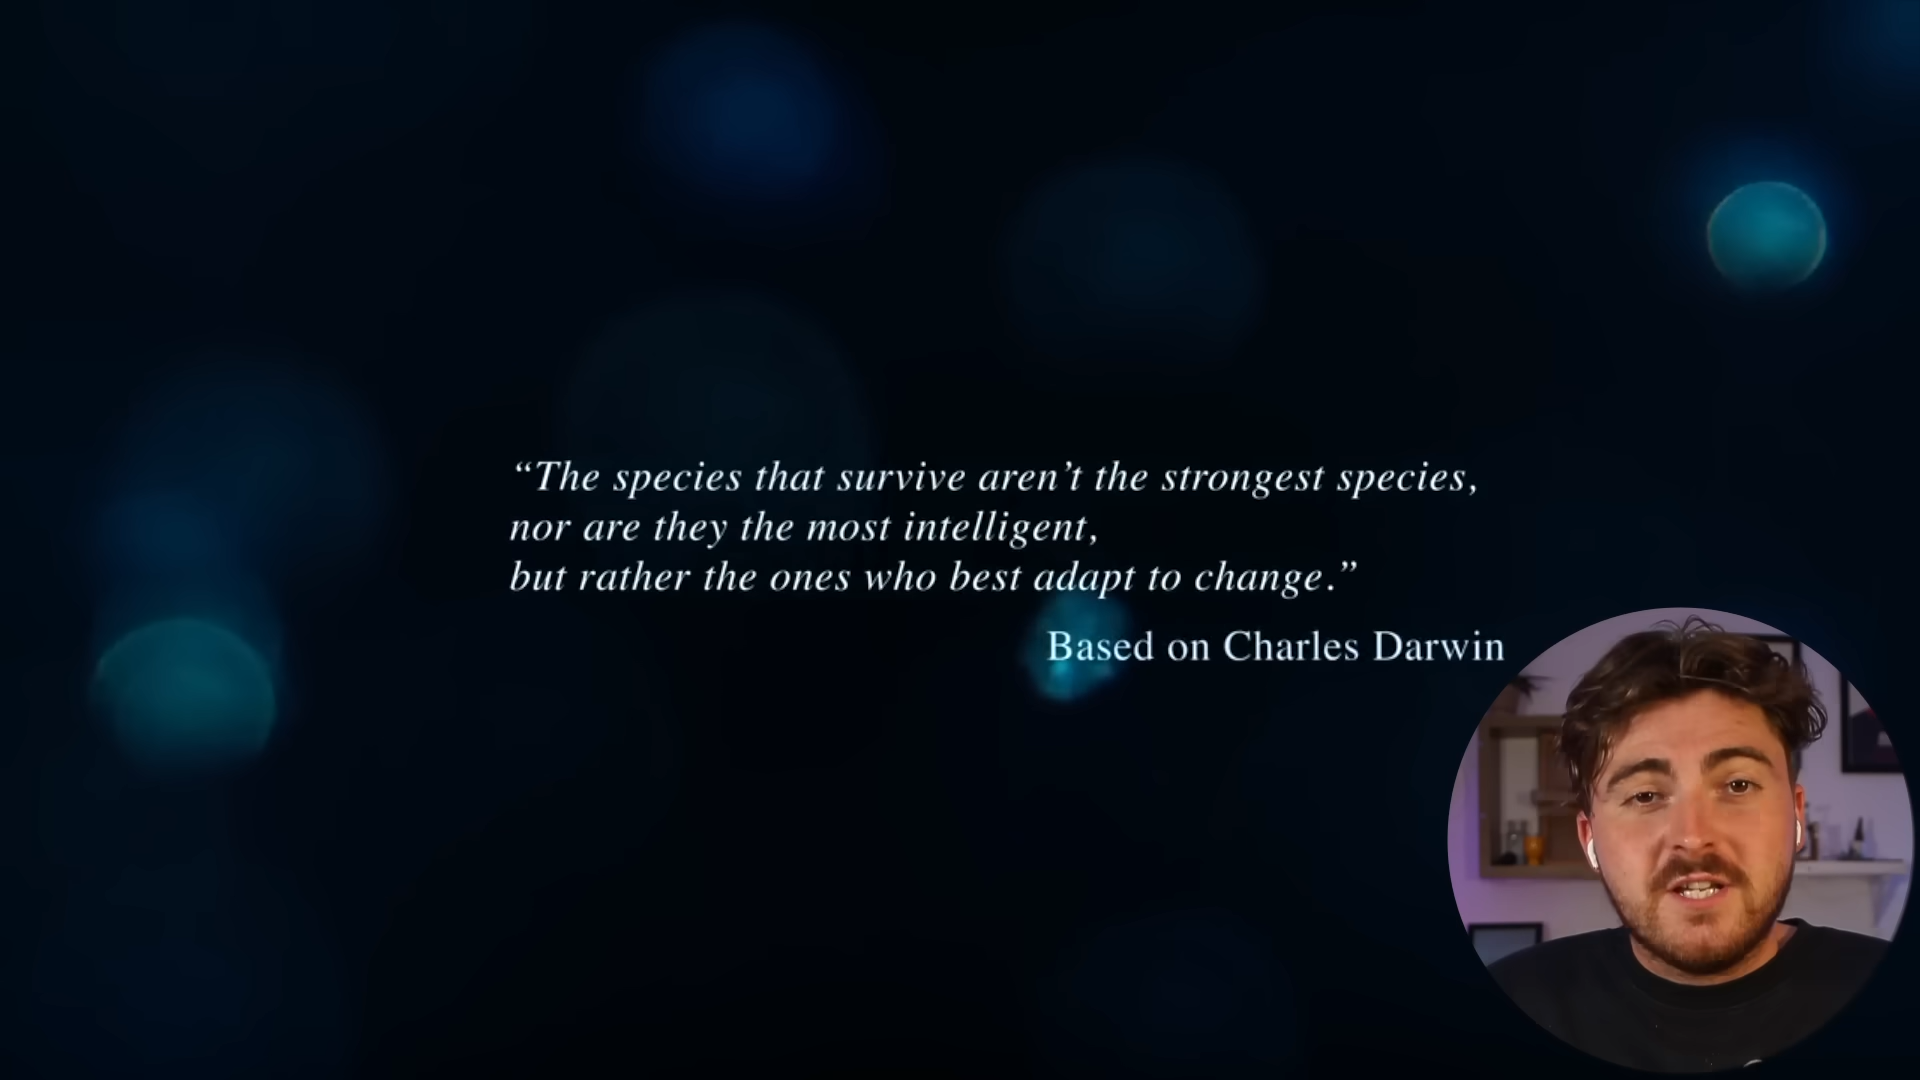 “The species that survive aren’t the strongest species,
nor are they the most intelligent,
but rather the ones who best adapt to change.”
Based on Charles Darwin